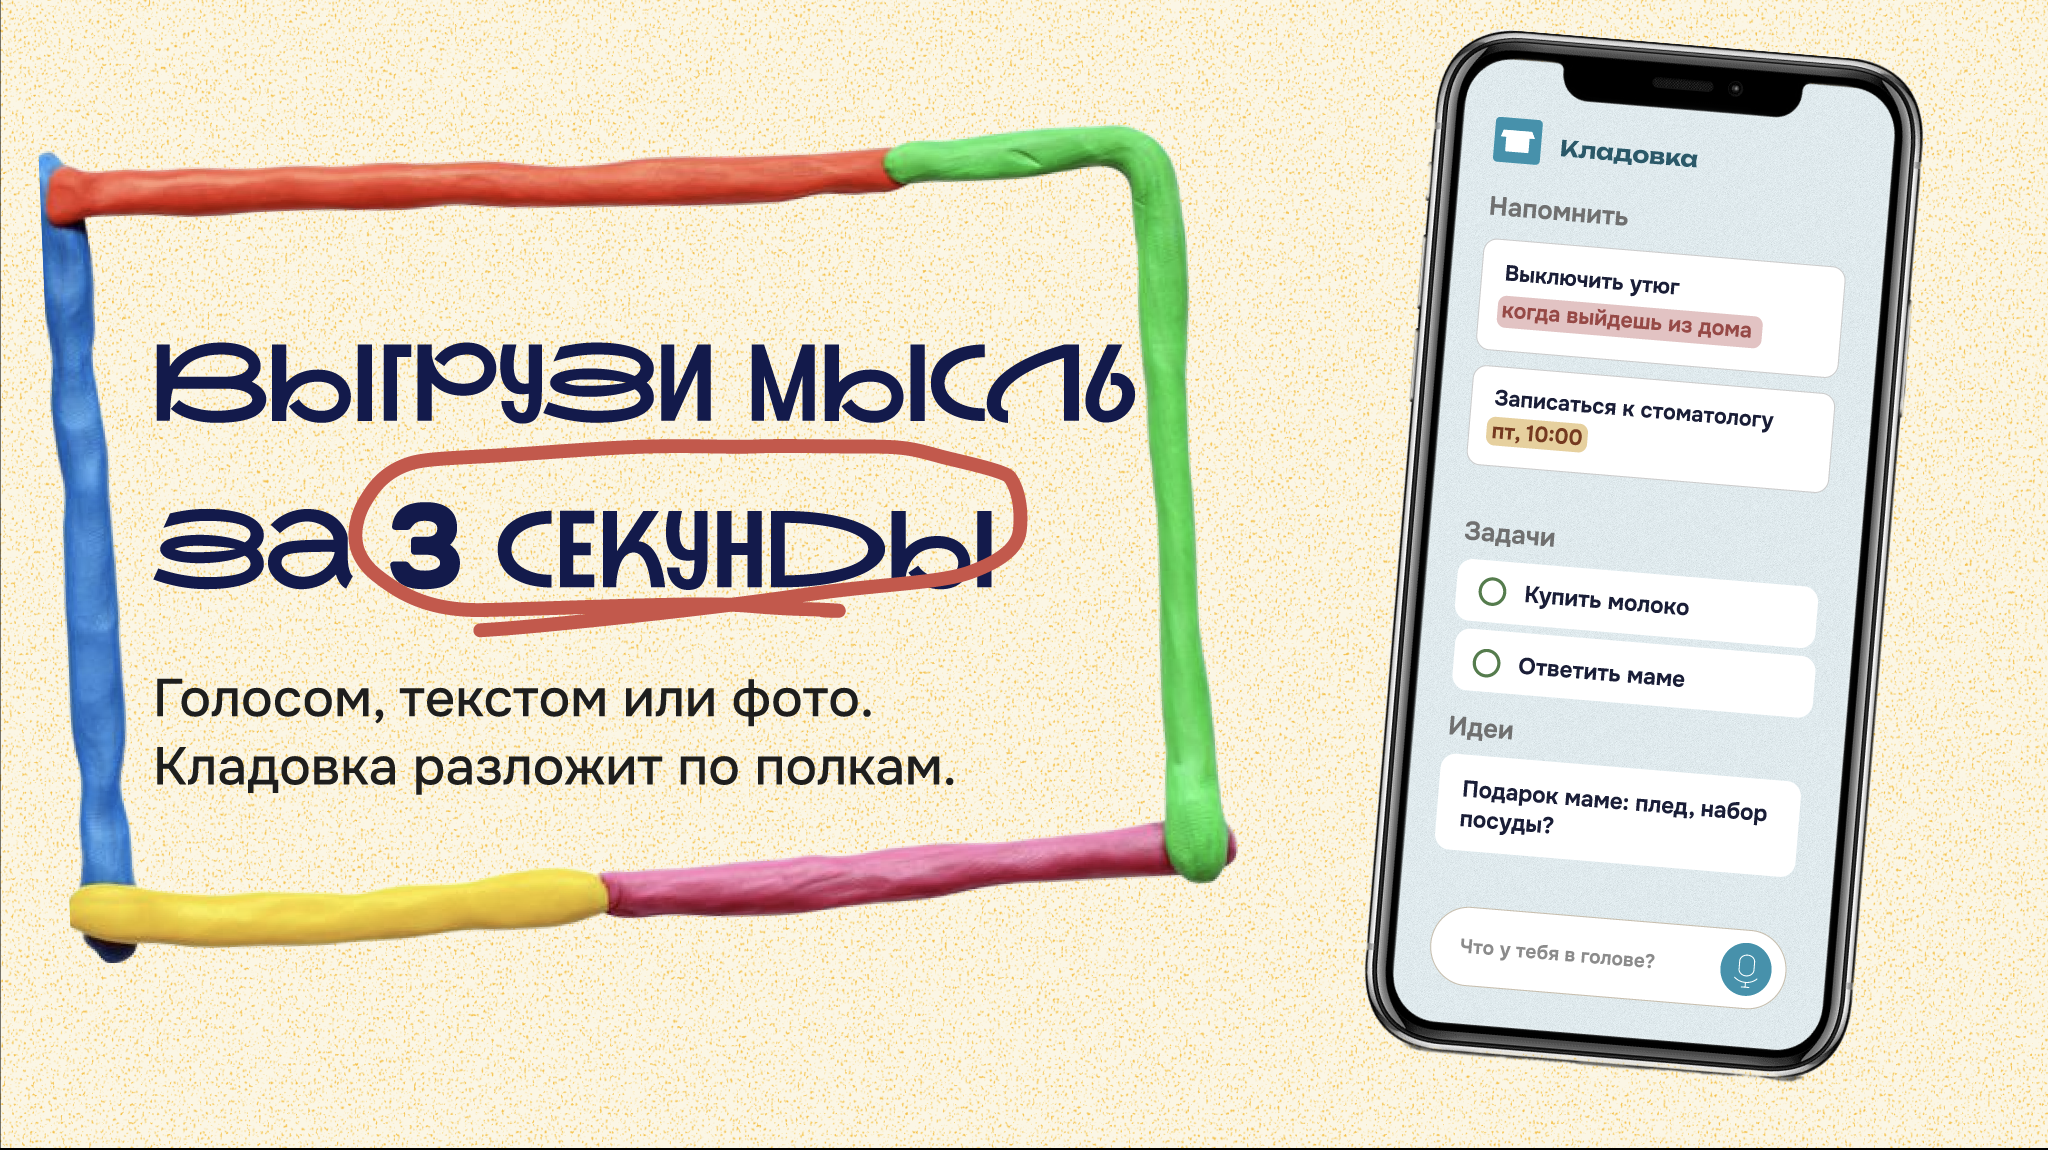 ВЫГРУЗИ МЫСЛЬ
ЗА 3 СЕКУНДЫ
Голосом, текстом или фото.
Кладовка разложит по полкам.
Кладовка
Напомнить
Выключить утюг
когда выйдешь из дома
Записаться к стоматологу
пт, 10:00
Задачи
Купить молоко
Ответить маме
Идеи
Подарок маме: плед, набор
посуды?
Что у тебя в голове?